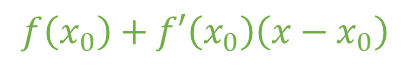 f(x₀) + f′(x₀)(x − x₀)